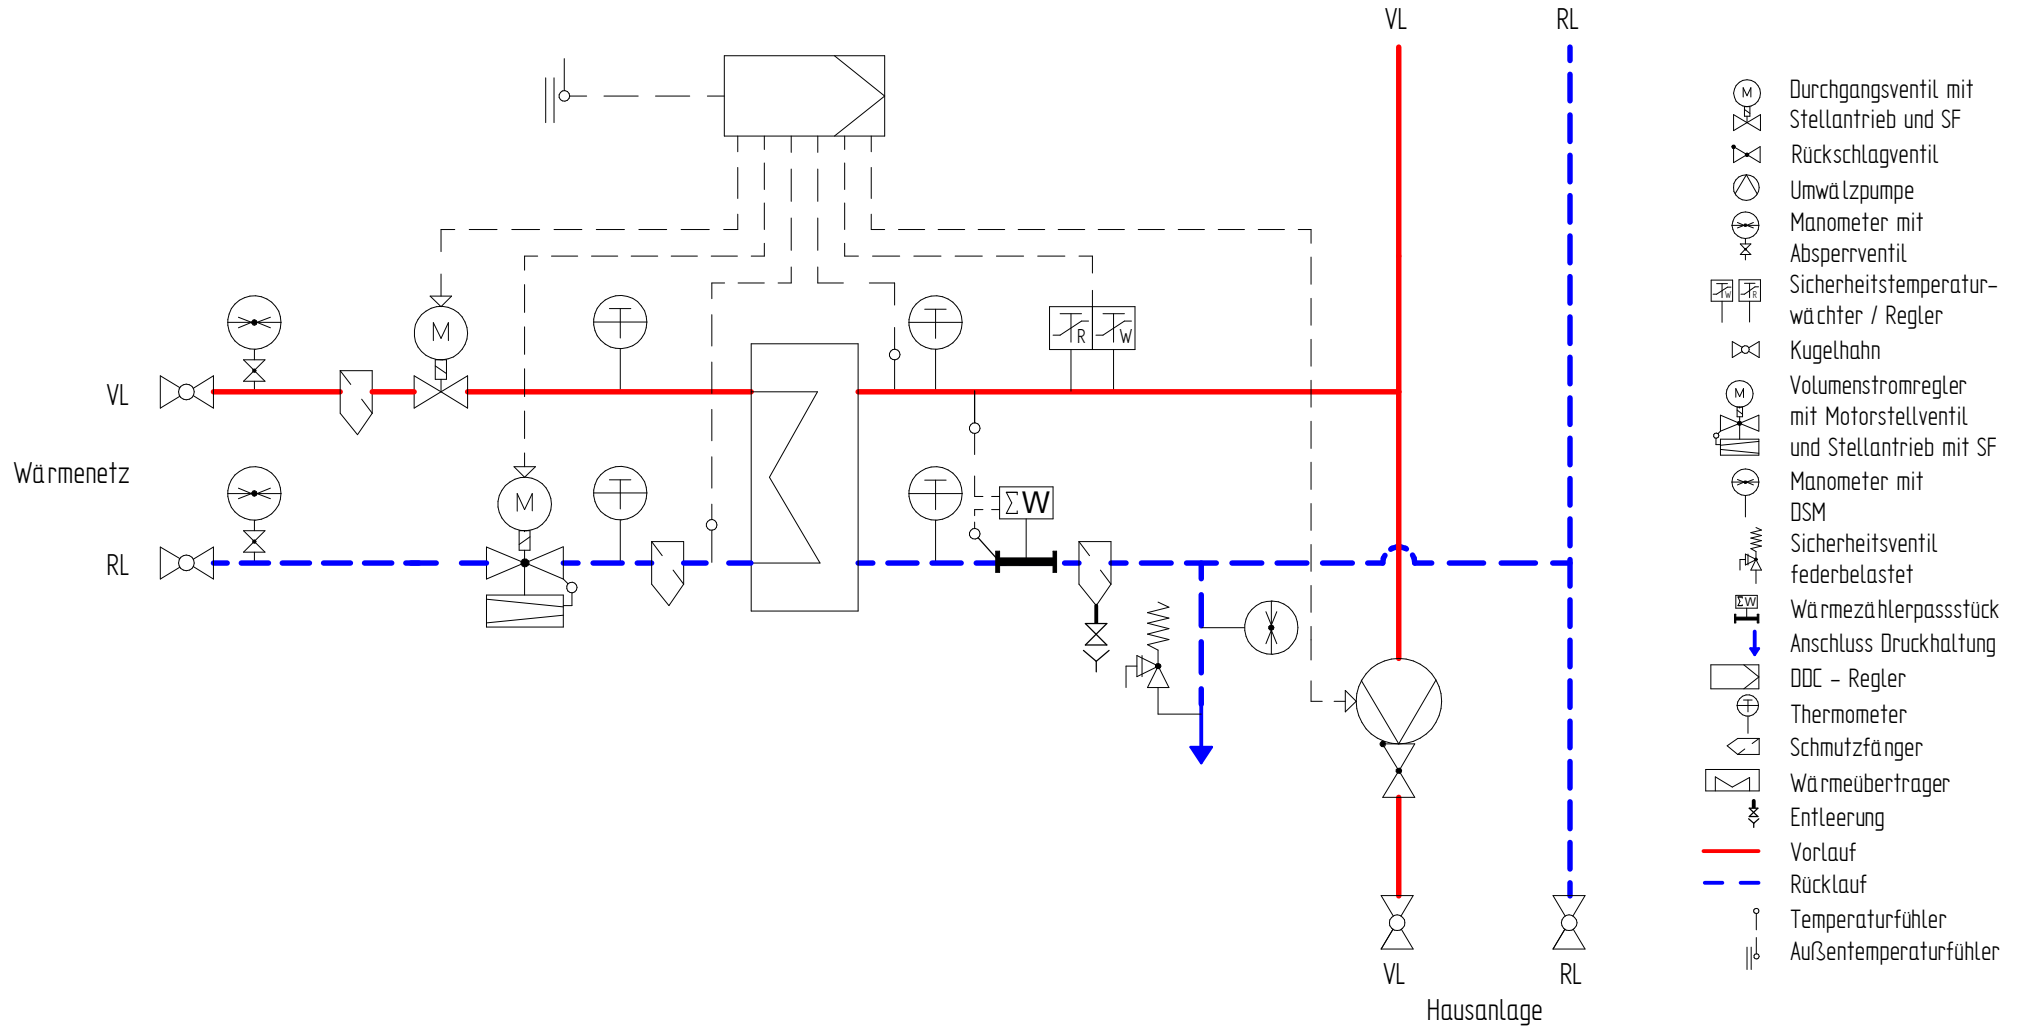 VL
RL
M
T
T
T
R
T
W
VL
M
T
T
ΣW
Wärmenetz
RL
VL
RL
Hausanlage
M
Durchgangsventil mit
Stellantrieb und SF
Rückschlagventil
Umwälzpumpe
Manometer mit
Absperrventil
T
W
T
R
Sicherheitstemperatur-
wächter / Regler
Kugelhahn
M
Volumenstromregler
mit Motorstellventil
und Stellantrieb mit SF
Manometer mit
DSM
Sicherheitsventil
federbelastet
ΣW
Wärmezählerpassstück
Anschluss Druckhaltung
DDC – Regler
T
Thermometer
Schmutzfänger
Wärmeübertrager
Entleerung
Vorlauf
Rücklauf
Temperaturfühler
Außentemperaturfühler